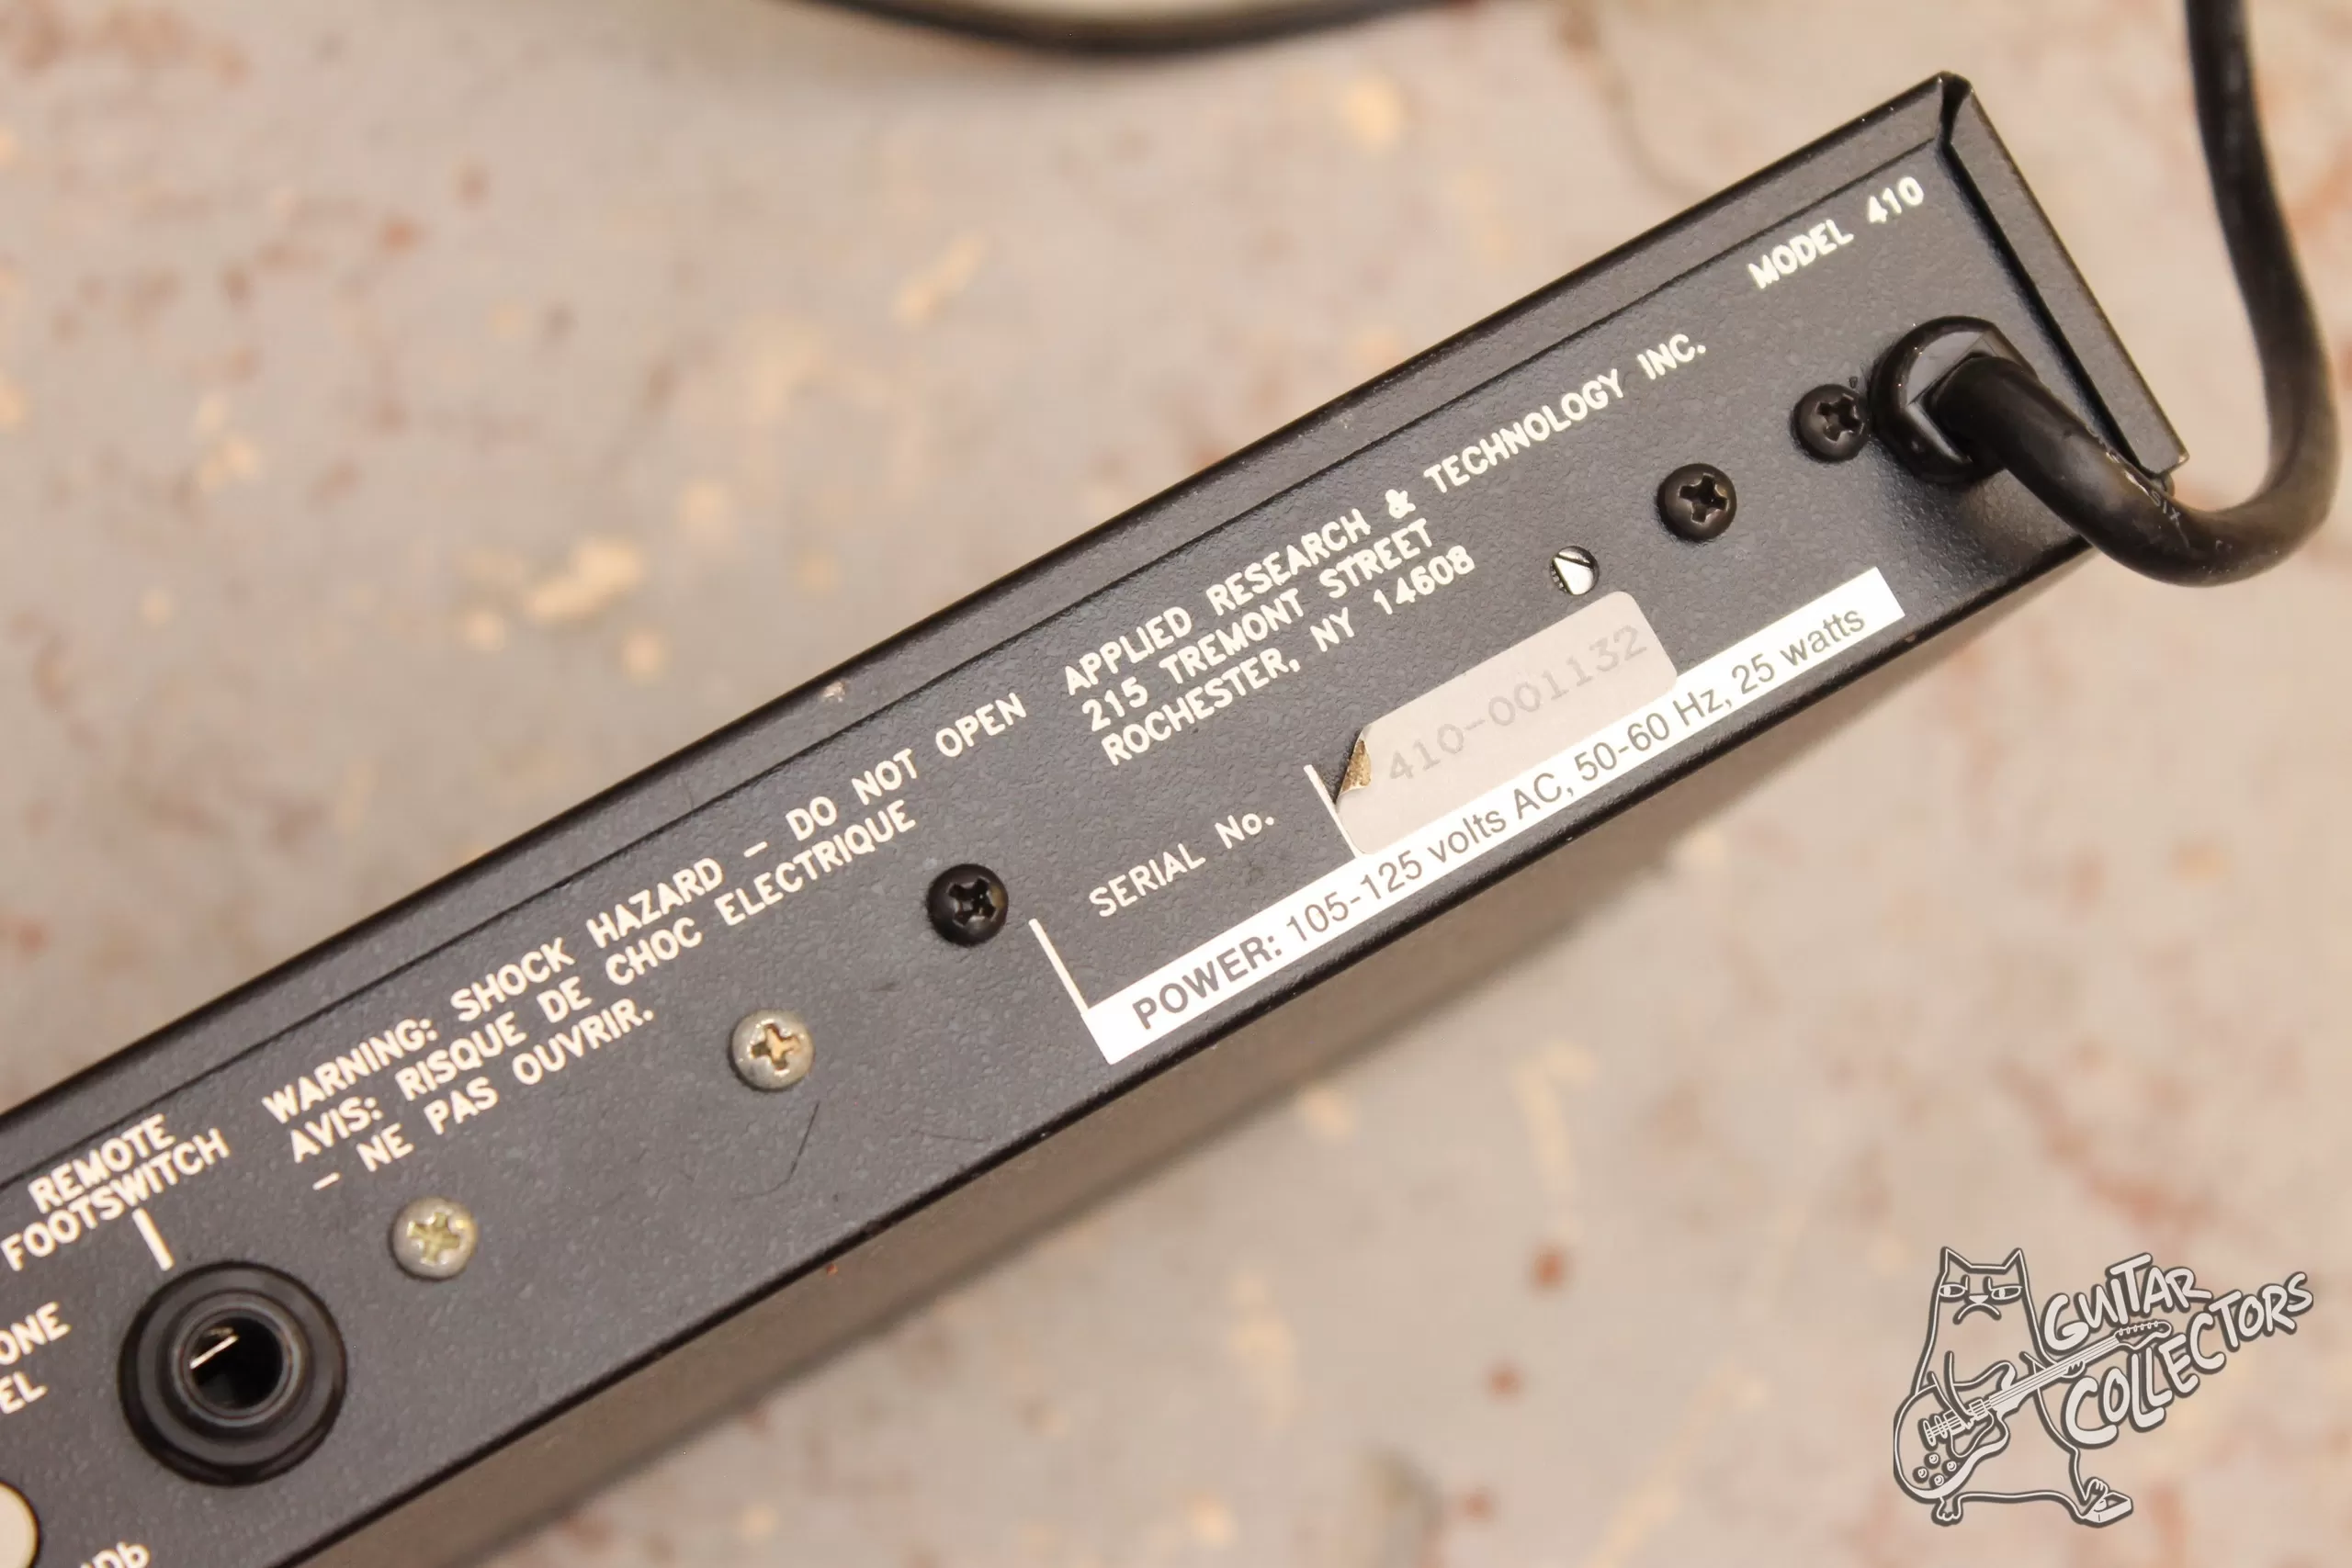 MODEL 410
APPLIED RESEARCH & TECHNOLOGY INC.
215 TREMONT STREET
ROCHESTER, NY 14608
SERIAL No.
410-001132
POWER: 105-125 volts AC, 50-60 Hz, 25 watts
WARNING: SHOCK HAZARD – DO NOT OPEN
AVIS: RISQUE DE CHOC ELECTRIQUE
– NE PAS OUVRIR.
REMOTE
FOOTSWITCH
GUITAR
COLLECTORS